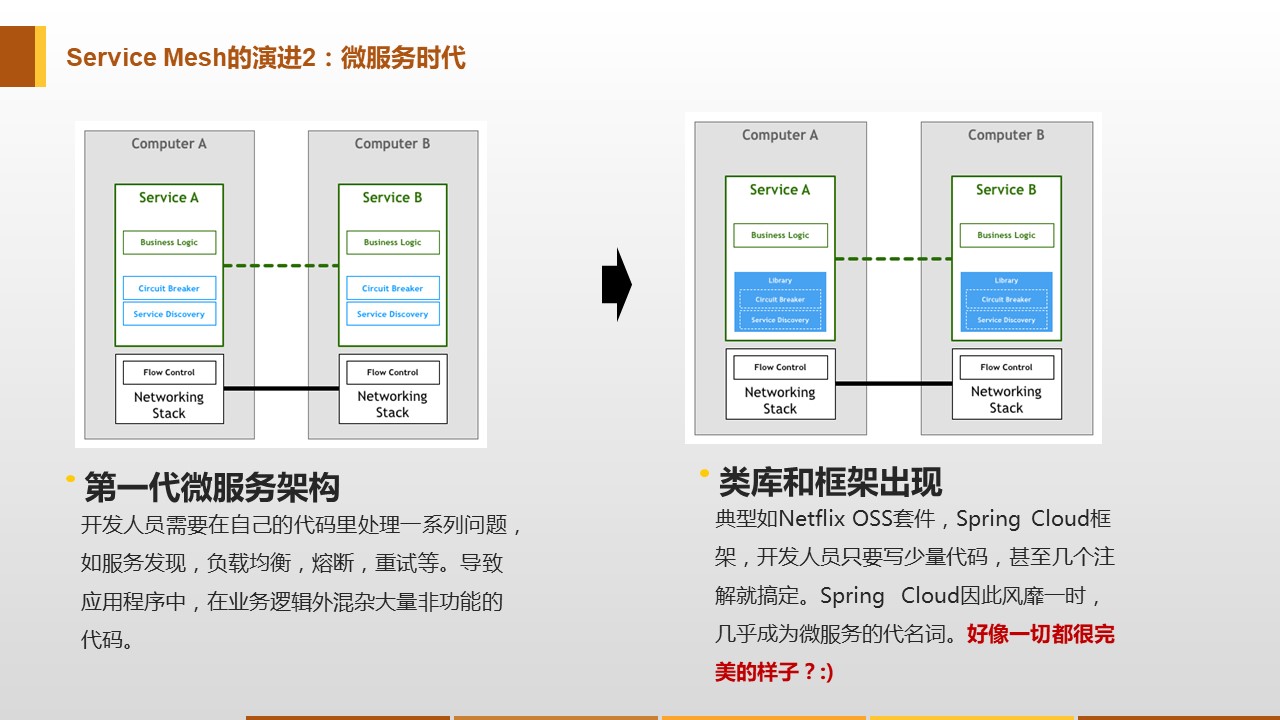 Service Mesh的演进2：微服务时代
Computer A
Computer B
Service A
Service B
Business Logic
Business Logic
Circuit Breaker
Circuit Breaker
Service Discovery
Service Discovery
Flow Control
Flow Control
Networking
Stack
Networking
Stack
Computer A
Computer B
Service A
Service B
Business Logic
Business Logic
Library
Library
Circuit Breaker
Circuit Breaker
Service Discovery
Service Discovery
Flow Control
Flow Control
Networking
Stack
Networking
Stack
第一代微服务架构
开发人员需要在自己的代码里处理一系列问题，
如服务发现，负载均衡，熔断，重试等。导致
应用程序中，在业务逻辑外混杂大量非功能的
代码。
类库和框架出现
典型如Netflix OSS套件，Spring Cloud框
架，开发人员只要写少量代码，甚至几个注
解就搞定。Spring Cloud因此风靡一时，
几乎成为微服务的代名词。好像一切都很完
美的样子？:)